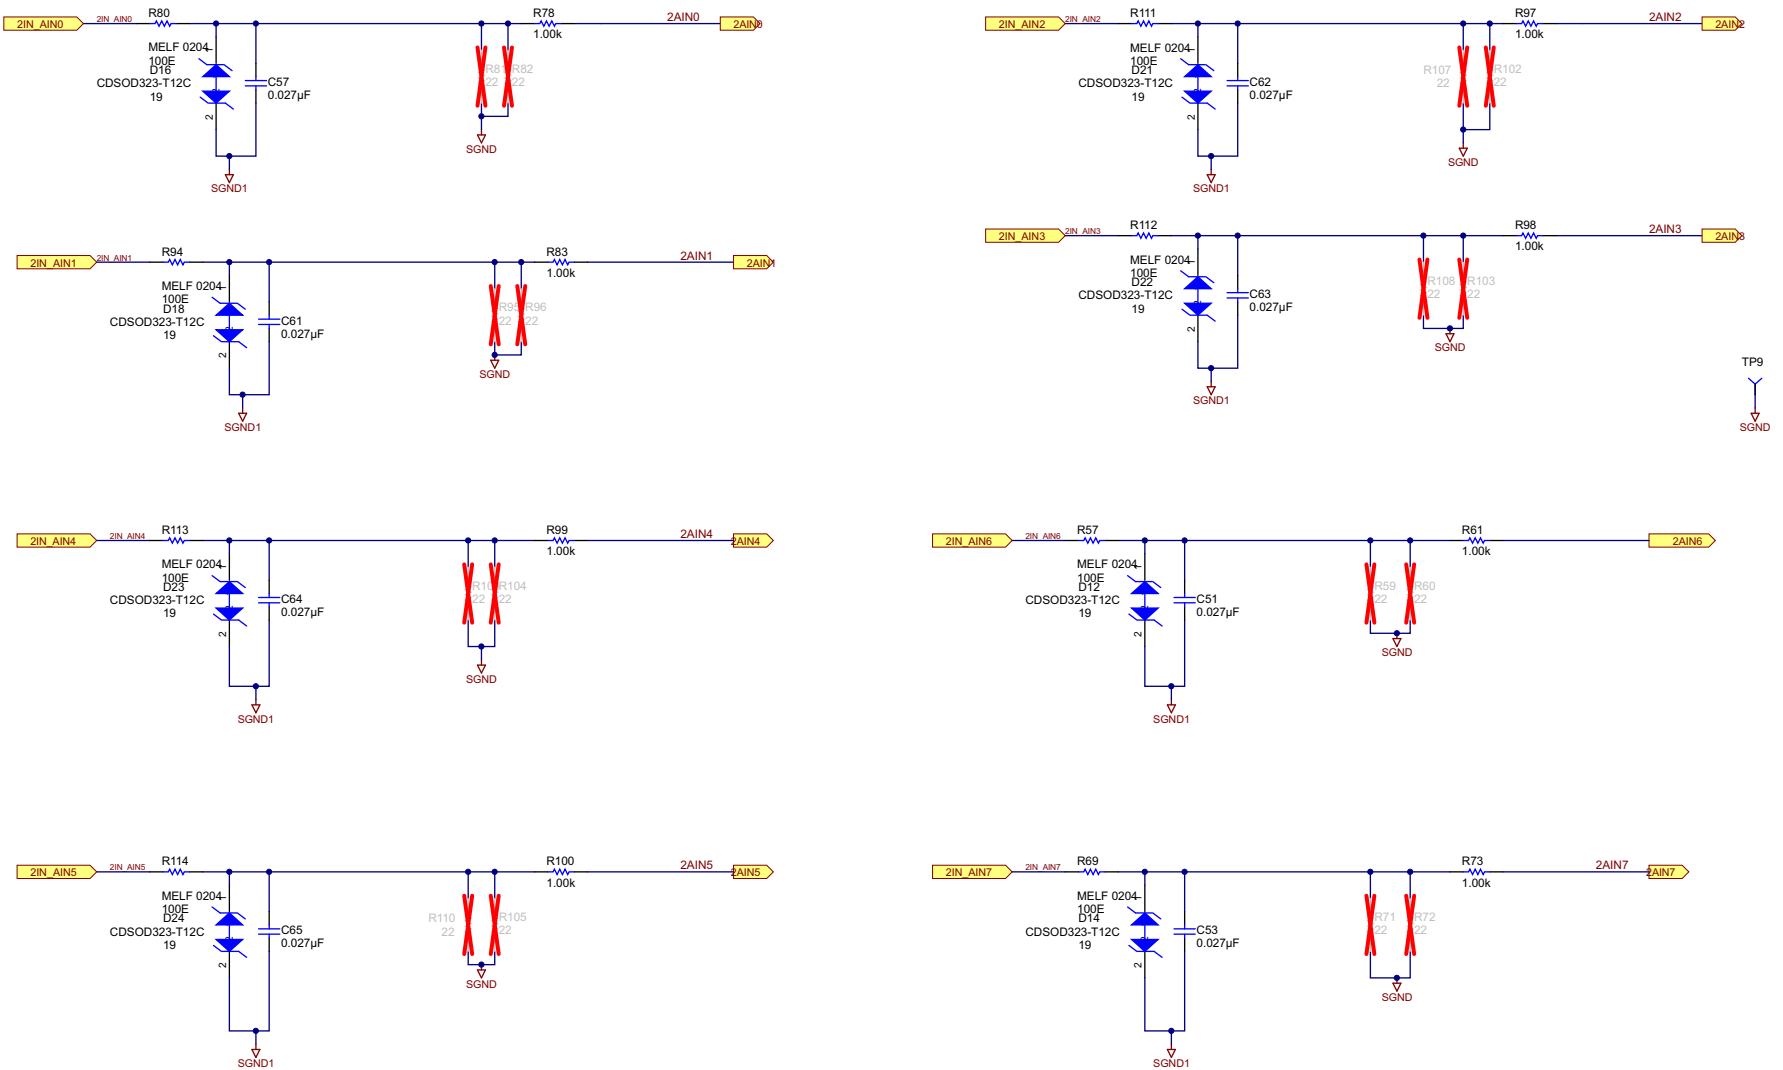 2IN_AIN0
2IN_AIN0
R80
MELF 0204
100E
D16
CDSOD323-T12C
19
2
C57
0.027µF
SGND1
R81
22
R82
22
SGND
R78
1.00k
2AIN0
2AIN0
2IN_AIN2
2IN_AIN2
R111
MELF 0204
100E
D21
CDSOD323-T12C
19
2
C62
0.027µF
SGND1
R107
22
R102
22
SGND
R97
1.00k
2AIN2
2AIN2
2IN_AIN1
2IN_AIN1
R94
MELF 0204
100E
D18
CDSOD323-T12C
19
2
C61
0.027µF
SGND1
R95
22
R96
22
SGND
R83
1.00k
2AIN1
2AIN1
2IN_AIN3
2IN_AIN3
R112
MELF 0204
100E
D22
CDSOD323-T12C
19
2
C63
0.027µF
SGND1
R108
22
R103
22
SGND
R98
1.00k
2AIN3
2AIN3
TP9
SGND
2IN_AIN4
2IN_AIN4
R113
MELF 0204
100E
D23
CDSOD323-T12C
19
2
C64
0.027µF
SGND1
22
R104
22
SGND
R99
1.00k
2AIN4
2AIN4
2IN_AIN6
2IN_AIN6
R57
MELF 0204
100E
D12
CDSOD323-T12C
19
2
C51
0.027µF
SGND1
R59
22
R60
22
SGND
R61
1.00k
2AIN6
2IN_AIN5
2IN_AIN5
R114
MELF 0204
100E
D24
CDSOD323-T12C
19
2
C65
0.027µF
SGND1
R110
22
R105
22
SGND
R100
1.00k
2AIN5
2AIN5
2IN_AIN7
2IN_AIN7
R69
MELF 0204
100E
D14
CDSOD323-T12C
19
2
C53
0.027µF
SGND1
R71
22
R72
22
SGND
R73
1.00k
2AIN7
2AIN7